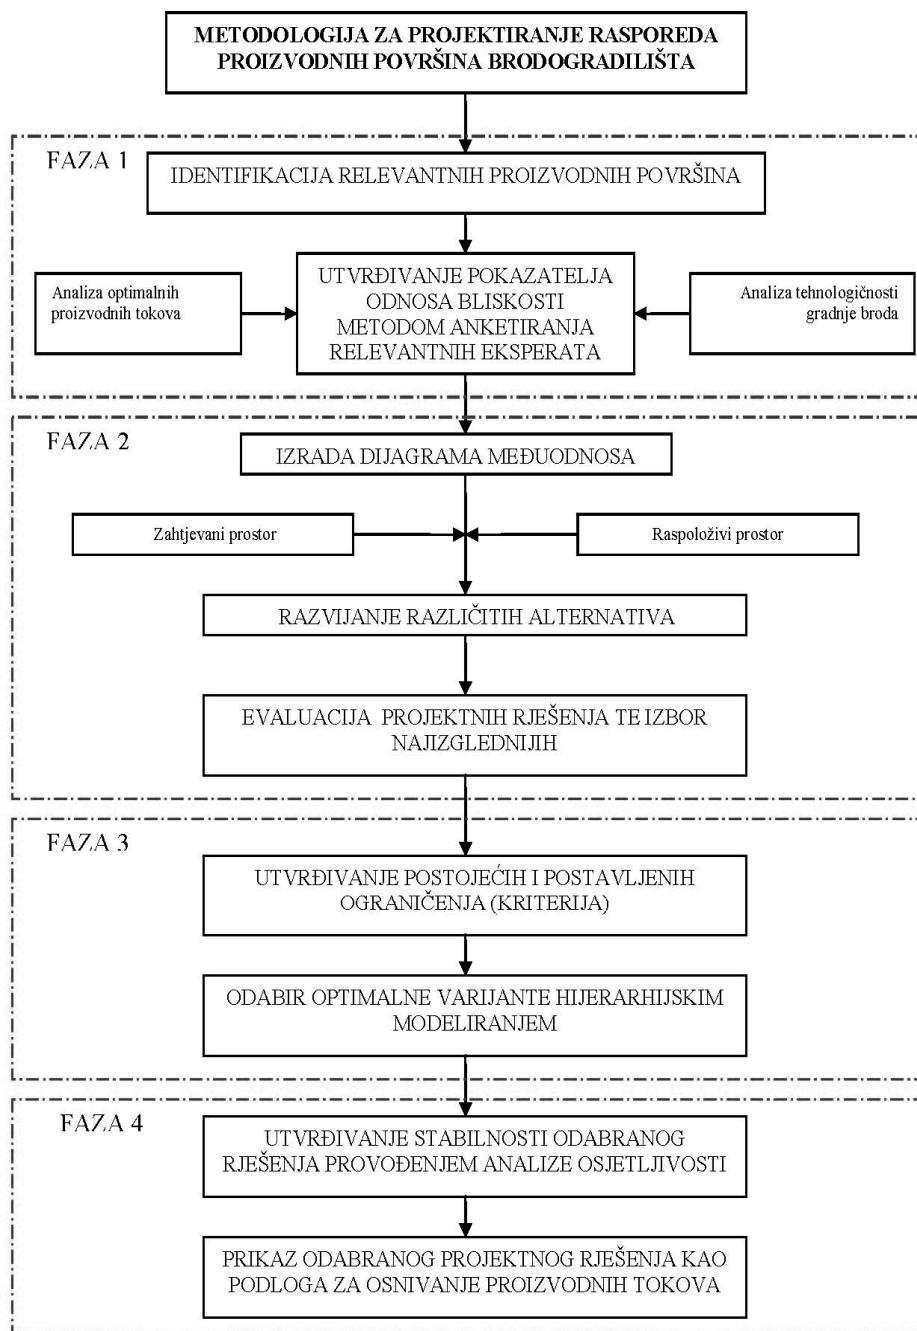 METODOLOGIJA ZA PROJEKTIRANJE RASPOREDA
PROIZVODNIH POVRŠINA BRODOGRADILIŠTA
FAZA 1
IDENTIFIKACIJA RELEVANTNIH PROIZVODNIH POVRŠINA
Analiza optimalnih
proizvodnih tokova
UTVRĐIVANJE POKAZATELJA
ODNOSA BLISKOSTI
METODOM ANKETIRANJA
RELEVANTNIH EKSPERATA
Analiza tehnologičnosti
gradnje broda
FAZA 2
IZRADA DIJAGRAMA MEĐUODNOSA
Zahtjevani prostor
Raspoloživi prostor
RAZVIJANJE RAZLIČITIH ALTERNATIVA
EVALUACIJA PROJEKTNIH RJEŠENJA TE IZBOR
NAJIZGLEDNIJIH
FAZA 3
UTVRĐIVANJE POSTOJEĆIH I POSTAVLJENIH
OGRANIČENJA (KRITERIJA)
ODABIR OPTIMALNE VARIJANTE HIJERARHIJSKIM
MODELIRANJEM
FAZA 4
UTVRĐIVANJE STABILNOSTI ODABRANOG
RJEŠENJA PROVOĐENJEM ANALIZE OSJETLJIVOSTI
PRIKAZ ODABRANOG PROJEKTNOG RJEŠENJA KAO
PODLOGA ZA OSNIVANJE PROIZVODNIH TOKOVA